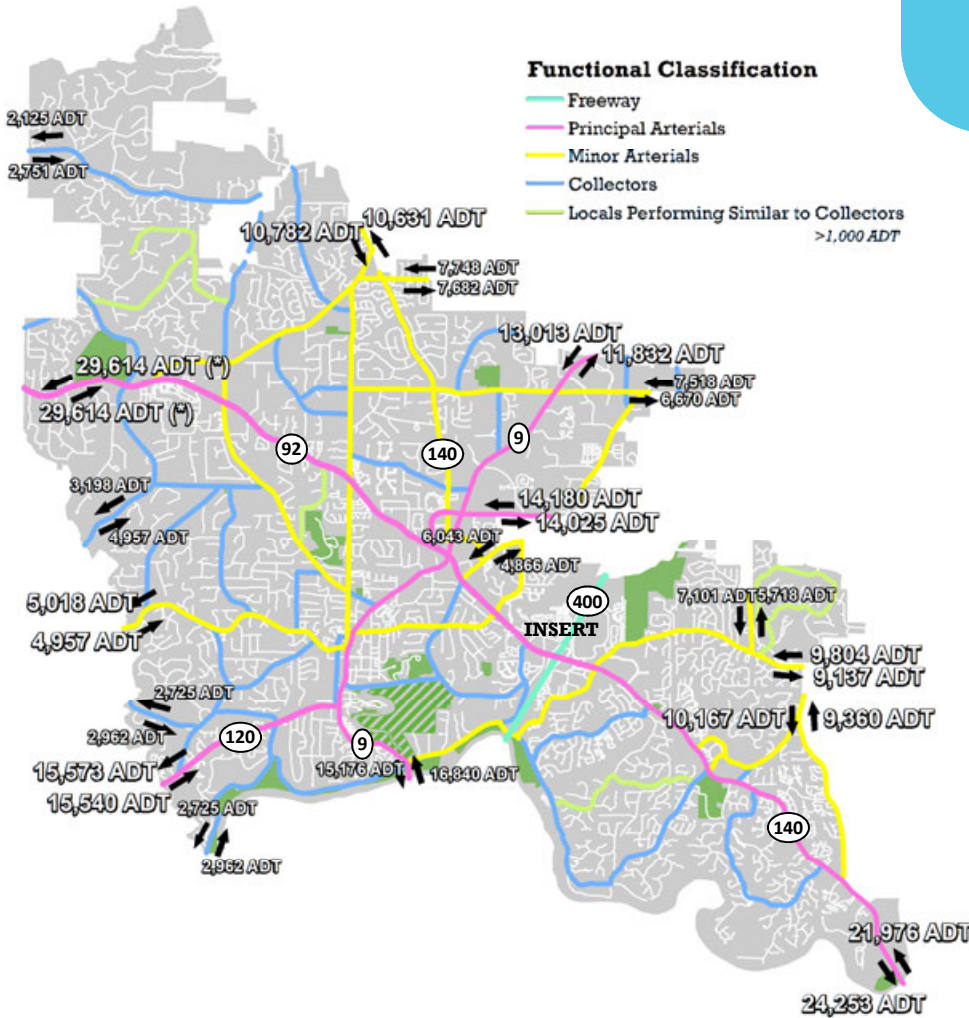 Functional Classification
Freeway
Principal Arterials
Minor Arterials
Collectors
Locals Performing Similar to Collectors
>1,000 ADT
2,125 ADT
2,751 ADT
10,631 ADT
10,782 ADT
7,748 ADT
7,682 ADT
13,013 ADT
11,832 ADT
29,614 ADT (*)
29,614 ADT (*)
7,518 ADT
6,670 ADT
92
140
9
3,198 ADT
4,957 ADT
14,180 ADT
14,025 ADT
6,043 ADT
4,866 ADT
5,018 ADT
4,957 ADT
400
INSERT
7,101 ADT
5,718 ADT
9,804 ADT
9,137 ADT
2,725 ADT
2,962 ADT
10,167 ADT
9,360 ADT
120
9
15,573 ADT
15,540 ADT
15,176 ADT
16,840 ADT
2,725 ADT
2,962 ADT
140
21,976 ADT
24,253 ADT